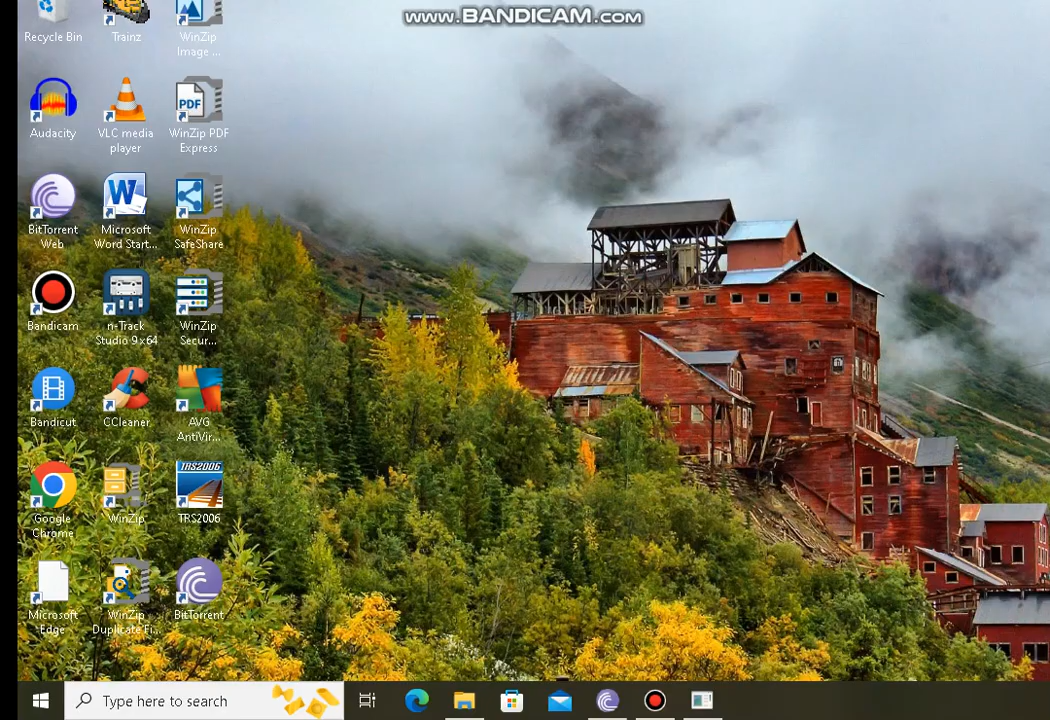 www.BANDICAM.com
Recycle Bin
Trainz
WinZip
Image ...
Audacity
VLC media
player
PDF
WinZip PDF
Express
BitTorrent
Web
W
Microsoft
Word Start...
WinZip
SafeShare
Bandicam
n-Track
Studio 9 x64
WinZip
Secur...
Bandicut
CCleaner
AVG
AntiVir...
Google
Chrome
WinZip
TRS2006
TRS2006
Microsoft
Edge
WinZip
Duplicate Fi...
BitTorrent
Type here to search